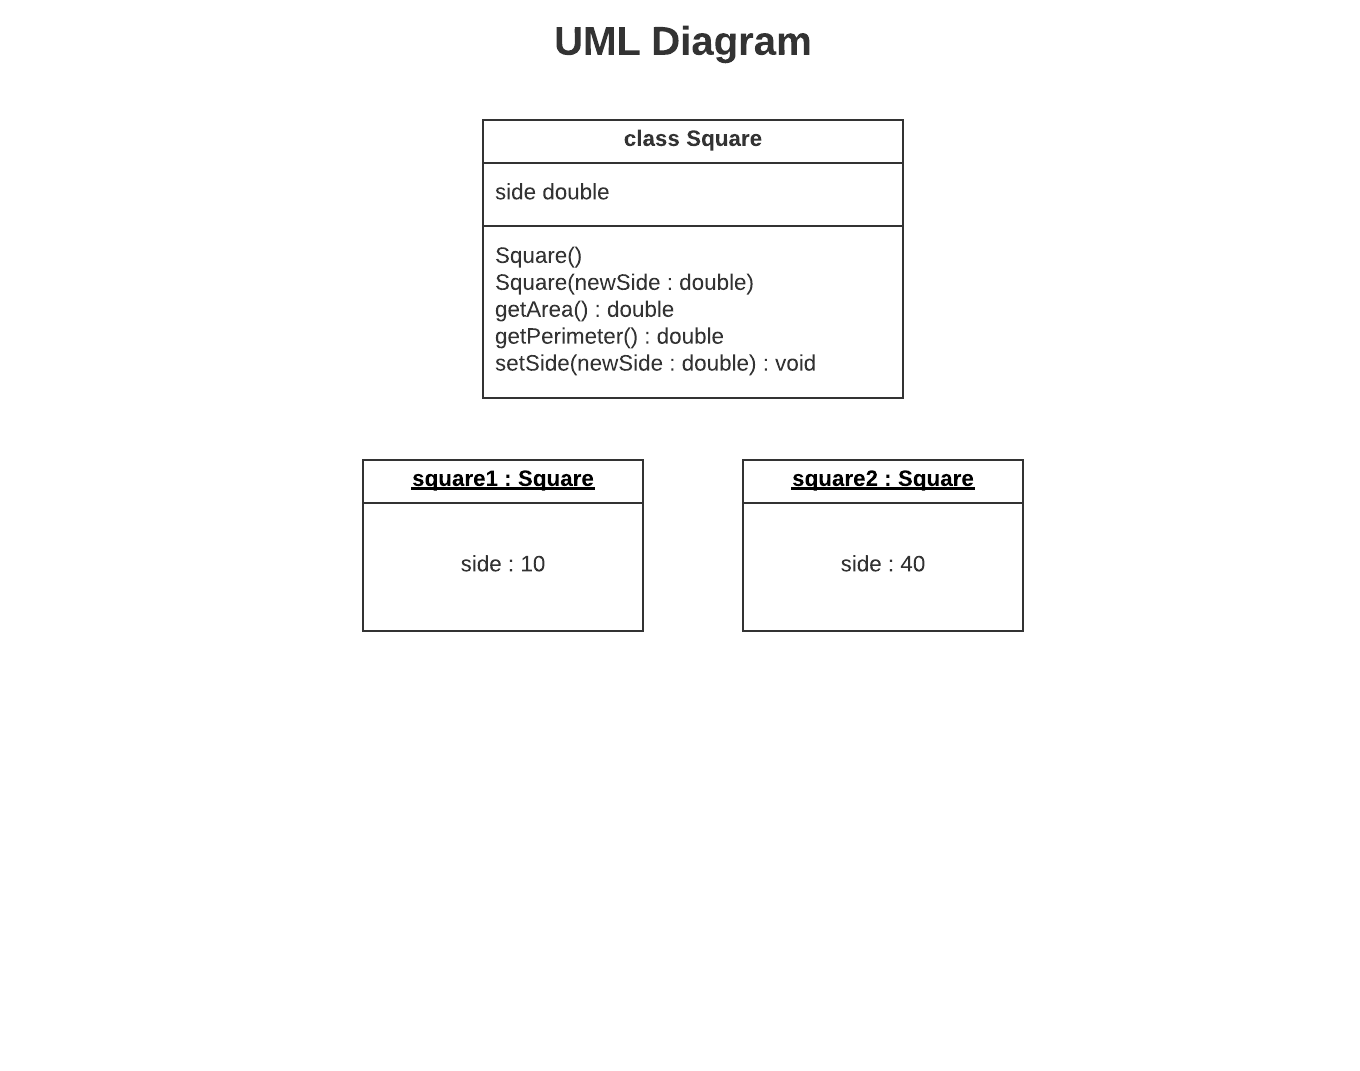 UML Diagram
class Square
side double
Square()
Square(newSide : double)
getArea() : double
getPerimeter() : double
setSide(newSide : double) : void
square1 : Square
side : 10
square2 : Square
side : 40